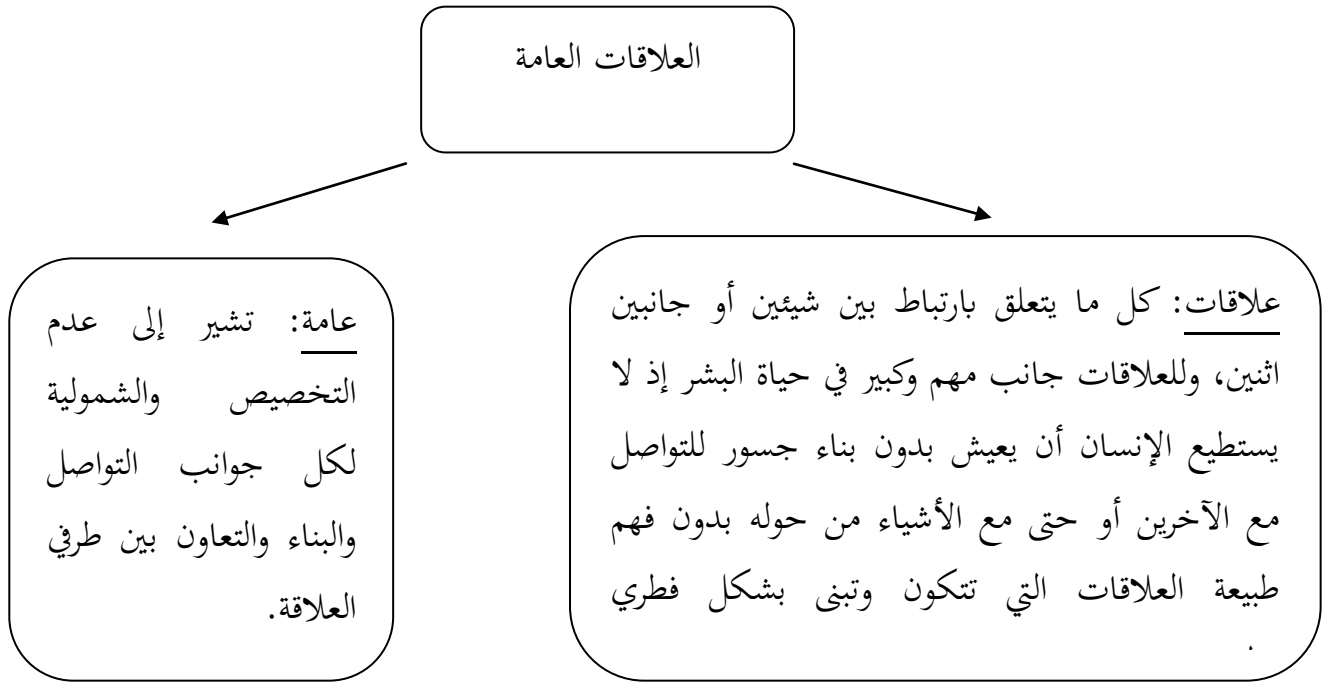 العلاقات العامة
علاقات: كل ما يتعلق بارتباط بين شيئين أو جانبين
اثنين، وللعلاقات جانب مهم وكبير في حياة البشر إذ لا
يستطيع الإنسان أن يعيش بدون بناء جسور للتواصل
مع الآخرين أو حتى مع الأشياء من حوله بدون فهم
طبيعة العلاقات التي تتكون وتبنى بشكل فطري
عامة: تشير إلى عدم
التخصيص والشمولية
لكل جوانب التواصل
والبناء والتعاون بين طرفي
العلاقة.